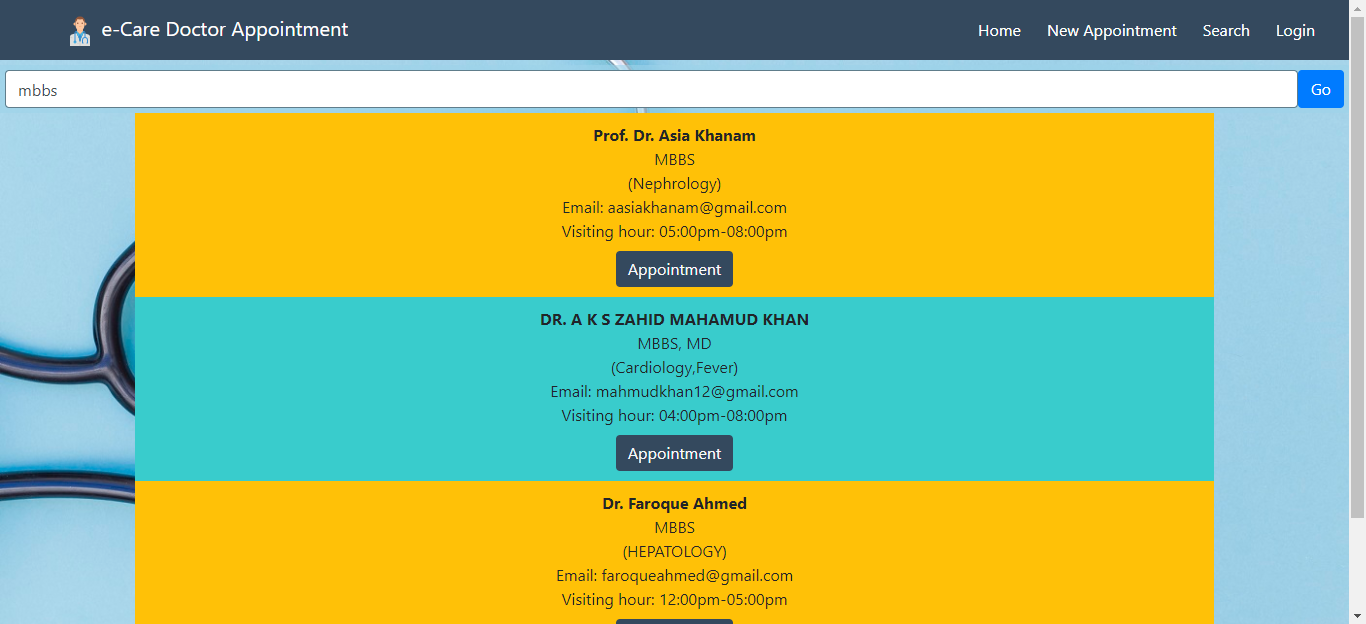 e-Care Doctor Appointment
Home New Appointment Search Login
mbbs Go
Prof. Dr. Asia Khanam
MBBS
(Nephrology)
Email: aasiakhanam@gmail.com
Visiting hour: 05:00pm-08:00pm
Appointment
DR. A K S ZAHID MAHAMUD KHAN
MBBS, MD
(Cardiology,Fever)
Email: mahmudkhan12@gmail.com
Visiting hour: 04:00pm-08:00pm
Appointment
Dr. Faroque Ahmed
MBBS
(HEPATOLOGY)
Email: faroqueahmed@gmail.com
Visiting hour: 12:00pm-05:00pm